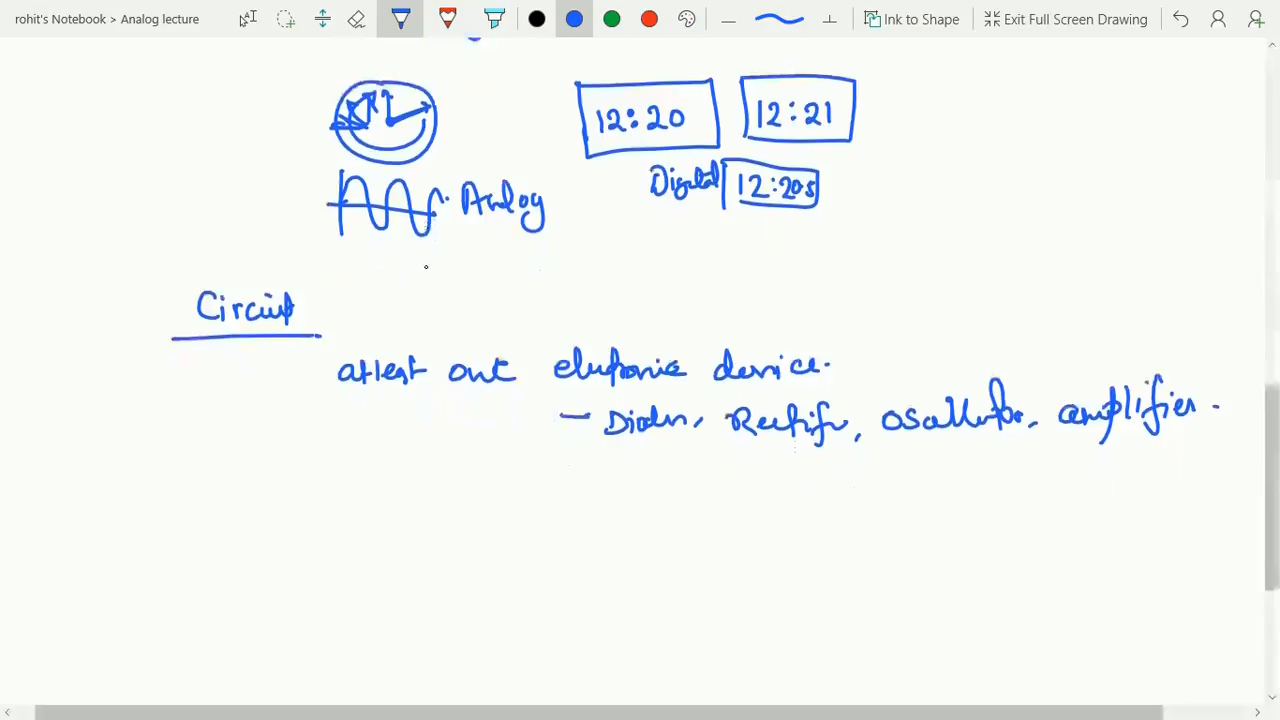 rohit's Notebook > Analog lecture
Ink to Shape
Exit Full Screen Drawing
12:20
12:21
Analog
Digital
12:20s
Circuit
atleast one electronic device.
– Diodes, Rectifier, oscillator, amplifier.